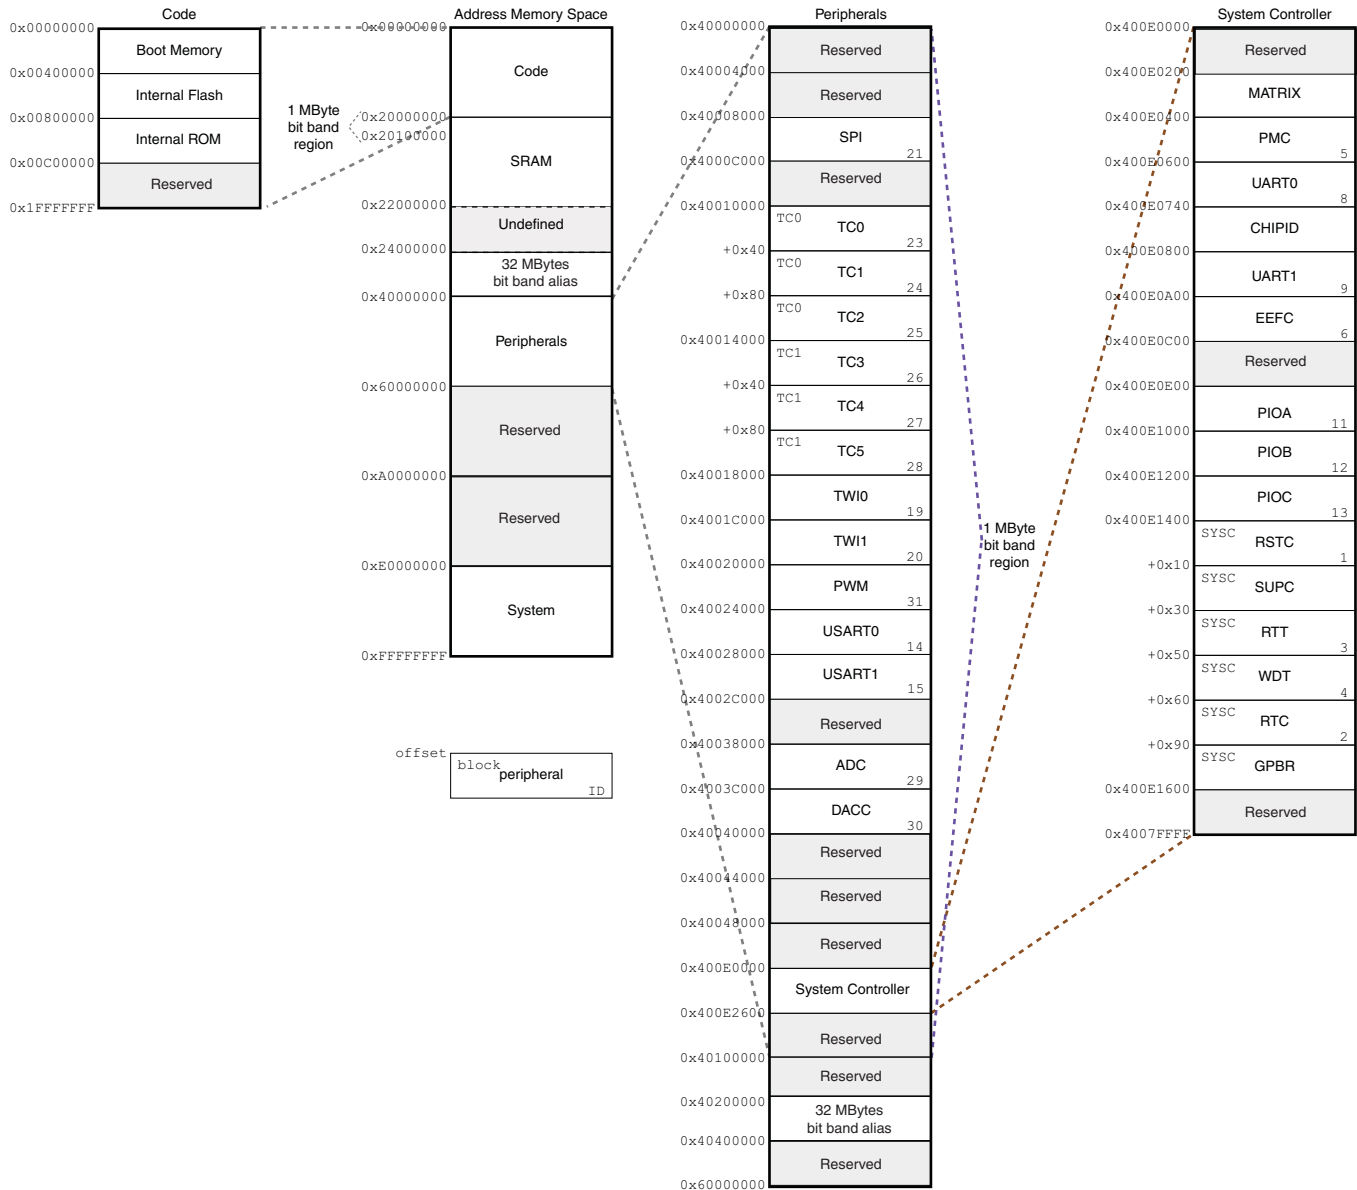 Code
0x00000000
Boot Memory
0x00400000
Internal Flash
0x00800000
Internal ROM
0x00C00000
Reserved
0x1FFFFFFF
1 MByte
bit band
region
Address Memory Space
0x00000000
Code
0x20000000
0x20100000
SRAM
0x22000000
Undefined
0x24000000
32 MBytes
bit band alias
0x40000000
Peripherals
0x60000000
Reserved
0xA0000000
Reserved
0xE0000000
System
0xFFFFFFFF
offset
block
peripheral
ID
Peripherals
0x40000000
Reserved
0x40004000
Reserved
0x40008000
SPI
21
0x4000C000
Reserved
0x40010000
TC0
TC0
23
+0x40
TC0
TC1
24
+0x80
TC0
TC2
25
0x40014000
TC1
TC3
26
+0x40
TC1
TC4
27
+0x80
TC1
TC5
28
0x40018000
TWI0
19
0x4001C000
TWI1
20
0x40020000
PWM
31
0x40024000
USART0
14
0x40028000
USART1
15
0x4002C000
Reserved
0x40038000
ADC
29
0x4003C000
DACC
30
0x40040000
Reserved
0x40044000
Reserved
0x40048000
Reserved
0x400E0000
System Controller
0x400E2600
Reserved
0x40100000
Reserved
0x40200000
32 MBytes
bit band alias
0x40400000
Reserved
0x60000000
1 MByte
bit band
region
System Controller
0x400E0000
Reserved
0x400E0200
MATRIX
0x400E0400
PMC
5
0x400E0600
UART0
8
0x400E0740
CHIPID
0x400E0800
UART1
9
0x400E0A00
EEFC
6
0x400E0C00
Reserved
0x400E0E00
PIOA
11
0x400E1000
PIOB
12
0x400E1200
PIOC
13
0x400E1400
SYSC
RSTC
1
+0x10
SYSC
SUPC
+0x30
SYSC
RTT
3
+0x50
SYSC
WDT
4
+0x60
SYSC
RTC
2
+0x90
SYSC
GPBR
0x400E1600
Reserved
0x4007FFFF